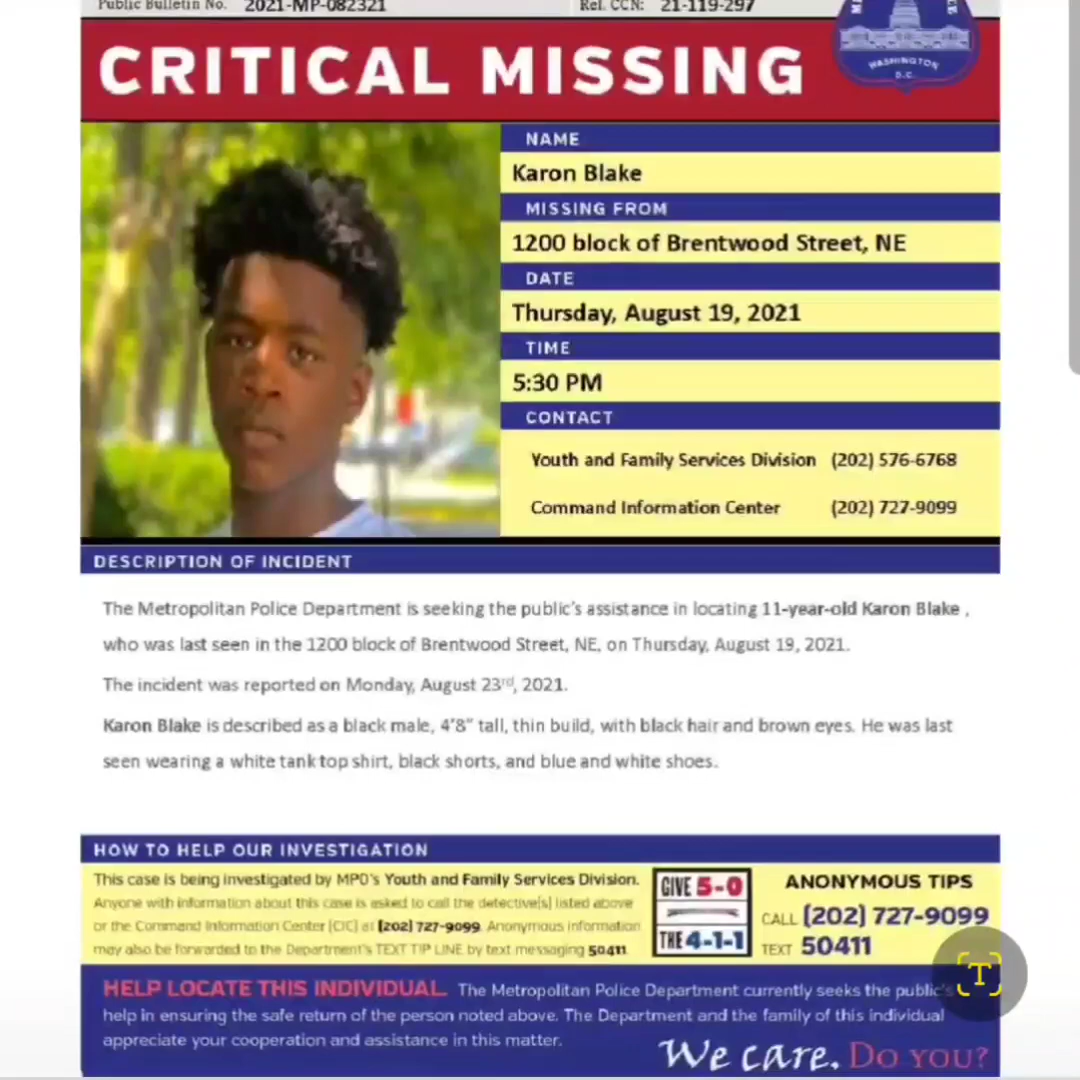 Public Bulletin No. 2021-MP-082321
Rel. CCN: 21-119-297
WASHINGTON
D.C.
CRITICAL MISSING
NAME
Karon Blake
MISSING FROM
1200 block of Brentwood Street, NE
DATE
Thursday, August 19, 2021
TIME
5:30 PM
CONTACT
Youth and Family Services Division (202) 576-6768
Command Information Center (202) 727-9099
DESCRIPTION OF INCIDENT
The Metropolitan Police Department is seeking the public's assistance in locating 11-year-old Karon Blake ,
who was last seen in the 1200 block of Brentwood Street, NE, on Thursday, August 19, 2021.
The incident was reported on Monday, August 23rd, 2021.
Karon Blake is described as a black male, 4'8" tall, thin build, with black hair and brown eyes. He was last
seen wearing a white tank top shirt, black shorts, and blue and white shoes.
HOW TO HELP OUR INVESTIGATION
This case is being investigated by MPD's Youth and Family Services Division.
Anyone with information about this case is asked to call the detective[s] listed above
or the Command Information Center [CIC] at [202] 727-9099. Anonymous information
may also be forwarded to the Department's TEXT TIP LINE by text messaging 50411
GIVE 5-0
THE 4-1-1
ANONYMOUS TIPS
CALL (202) 727-9099
TEXT 50411
HELP LOCATE THIS INDIVIDUAL. The Metropolitan Police Department currently seeks the public's
help in ensuring the safe return of the person noted above. The Department and the family of this individual
appreciate your cooperation and assistance in this matter.
We care. Do you?